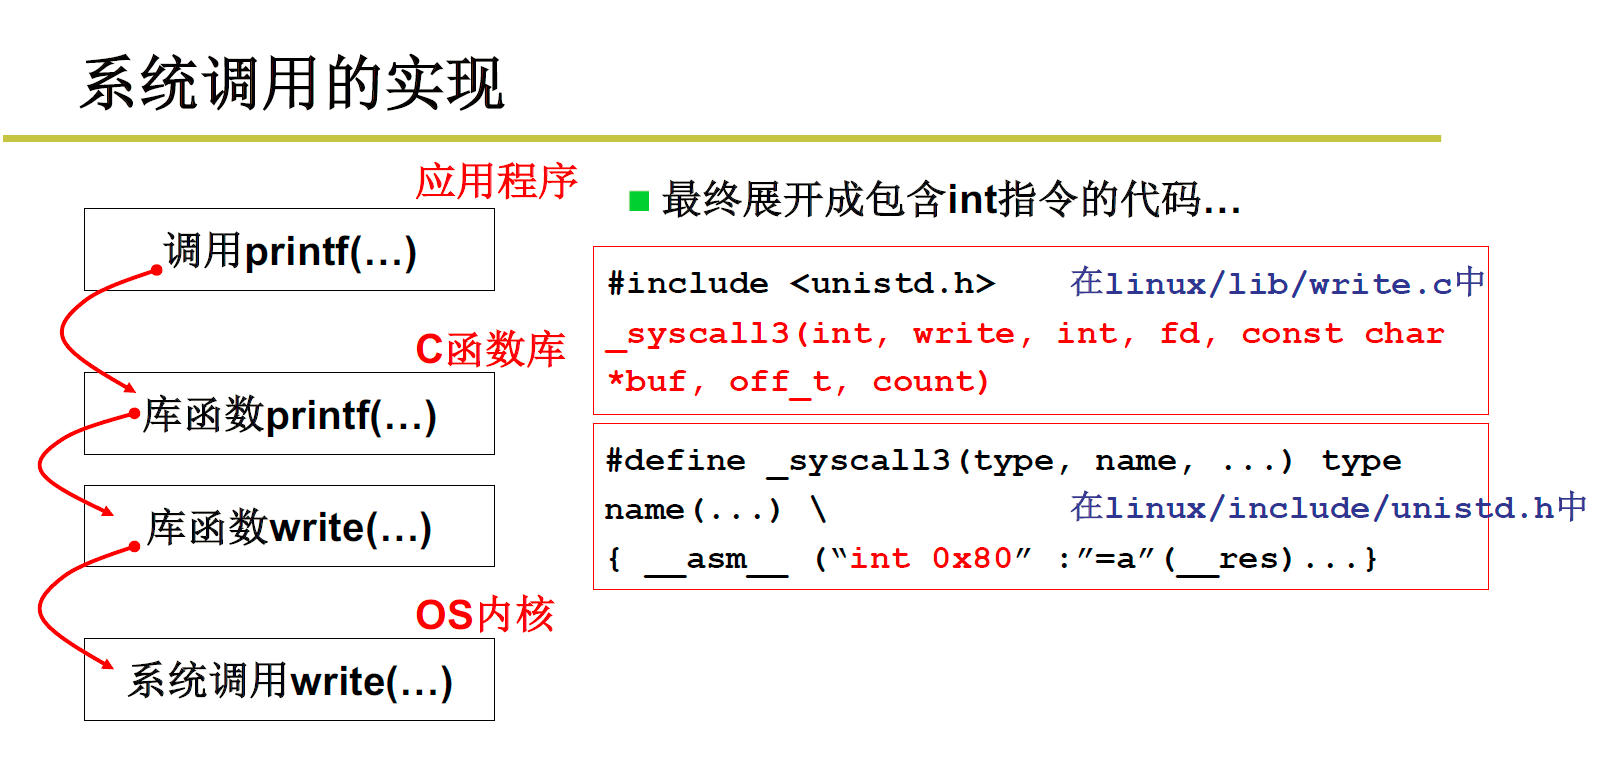 系统调用的实现
应用程序
调用printf(...)
C函数库
库函数printf(...)
库函数write(...)
OS内核
系统调用write(...)
■ 最终展开成包含int指令的代码...
#include <unistd.h> 在linux/lib/write.c中
_syscall3(int, write, int, fd, const char
*buf, off_t, count)
#define _syscall3(type, name, ...) type
name(...) \ 在linux/include/unistd.h中
{ __asm__ (“int 0x80” :”=a”(__res)...}